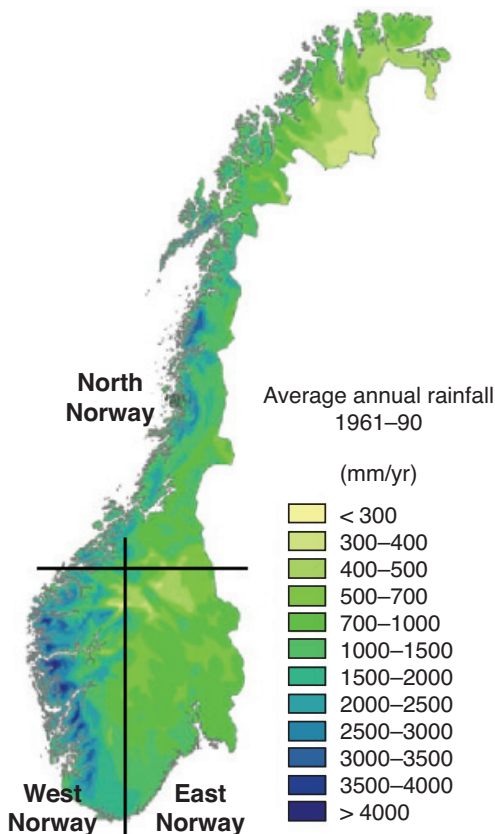 North
Norway
Average annual rainfall
1961–90
(mm/yr)
< 300
300–400
400–500
500–700
700–1000
1000–1500
1500–2000
2000–2500
2500–3000
3000–3500
3500–4000
> 4000
West
Norway
East
Norway